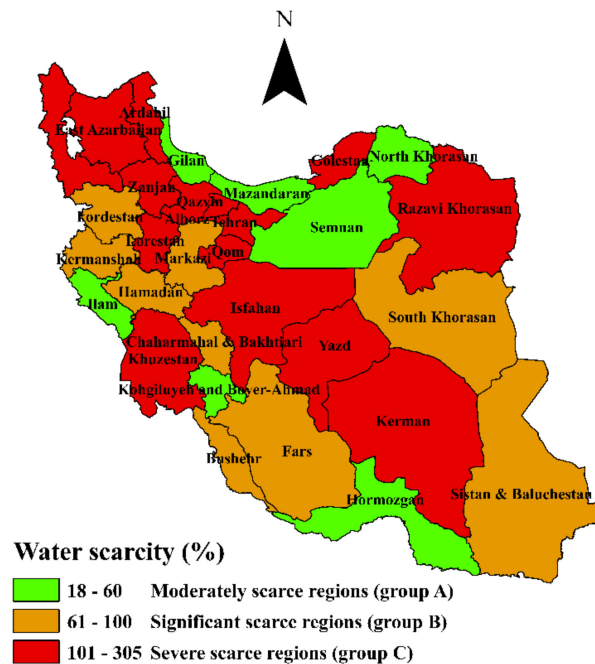 N
Ardabil
East Azarbaijan
Gilan
Golestan
North Khorasan
Zanjan
Mazandaran
Qazvin
Razavi Khorasan
Kordestan
Alborz
Tehran
Semnan
Lorestan
Kermanshah
Markazi
Qom
Ilam
Hamadan
Isfahan
South Khorasan
Chaharmahal & Bakhtiari
Yazd
Khuzestan
Kohgiluyeh and Boyer-Ahmad
Kerman
Bushehr
Fars
Hormozgan
Sistan & Baluchestan
Water scarcity (%)
18 - 60 Moderately scarce regions (group A)
61 - 100 Significant scarce regions (group B)
101 - 305 Severe scarce regions (group C)